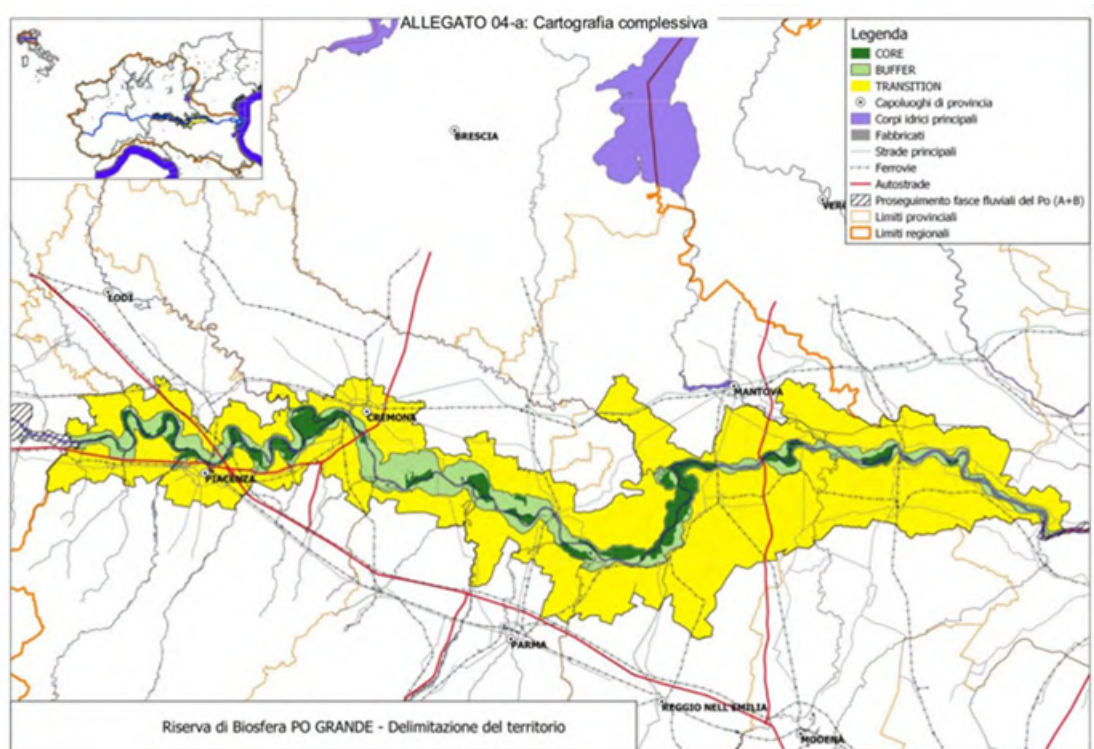 ALLEGATO 04-a: Cartografia complessiva
Legenda
CORE
BUFFER
TRANSITION
Capoluoghi di provincia
Corpi idrici principali
Fabbricati
Strade principali
Ferrovie
Autostrade
Proseguimento fasce fluviali del Po (A+B)
Limiti provinciali
Limiti regionali
BRESCIA
VER
LODI
MANTOVA
CREMONA
PIACENZA
PARMA
REGGIO NELL'EMILIA
MODENA
Riserva di Biosfera PO GRANDE - Delimitazione del territorio